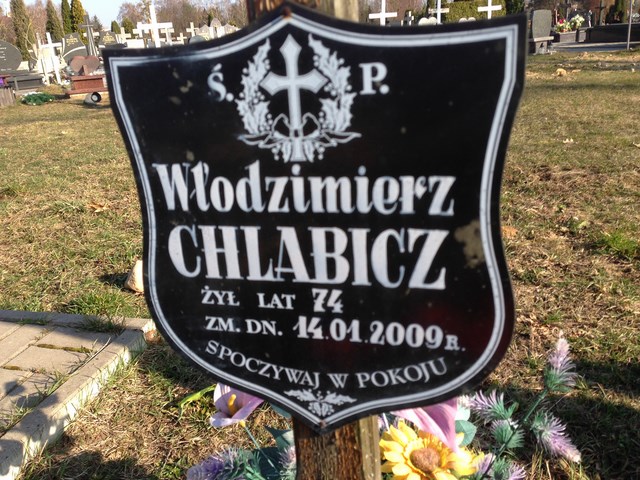 Ś. P.
Włodzimierz
CHLABICZ
ŻYŁ LAT 74
ZM. DN. 14.01.2009 R.
SPOCZYWAJ W POKOJU